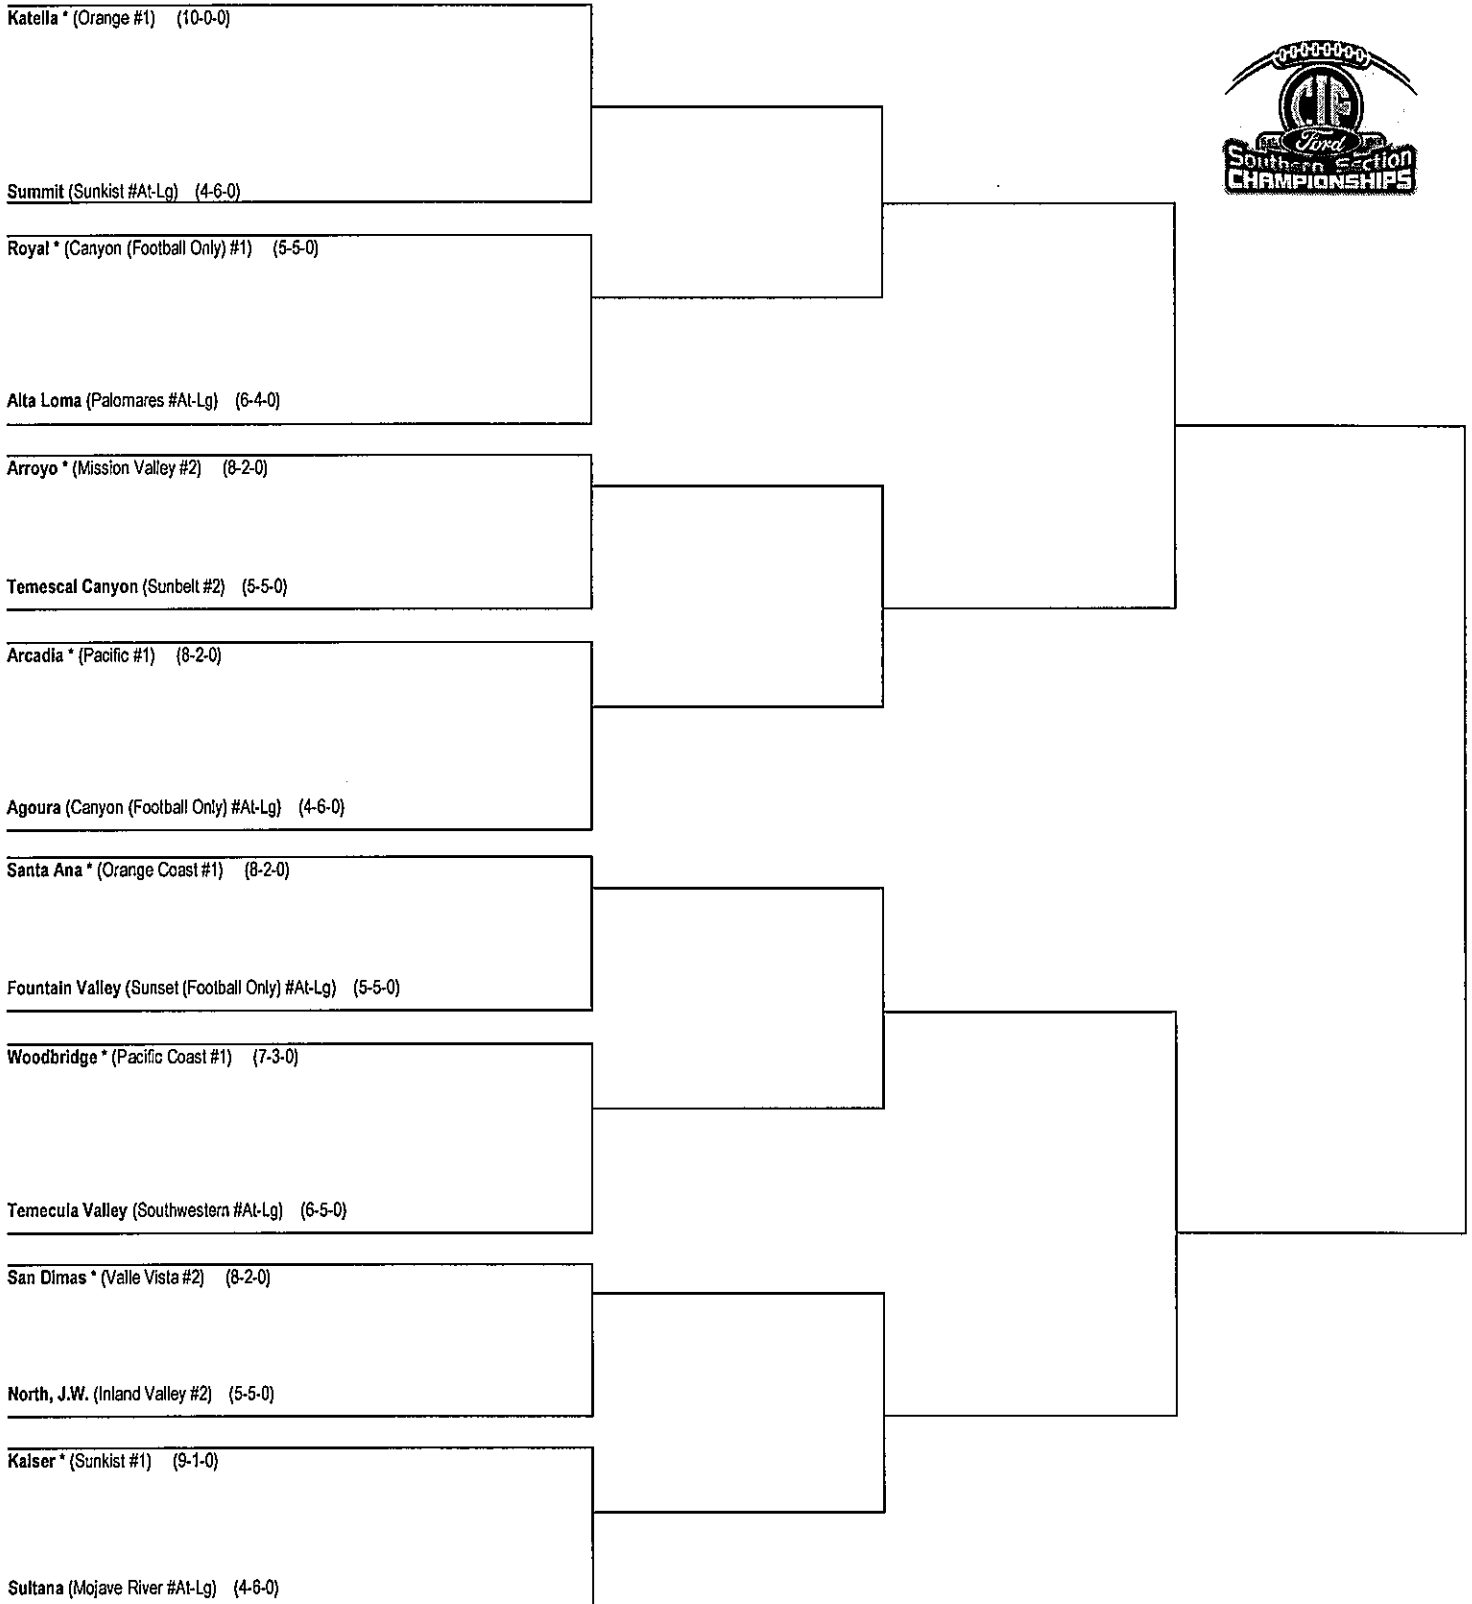 Katella * (Orange #1) (10-0-0)
CIF
Ford
Southern Section
CHAMPIONSHIPS
Summit (Sunkist #At-Lg) (4-6-0)
Royal * (Canyon (Football Only) #1) (5-5-0)
Alta Loma (Palomares #At-Lg) (6-4-0)
Arroyo * (Mission Valley #2) (8-2-0)
Temescal Canyon (Sunbelt #2) (5-5-0)
Arcadia * (Pacific #1) (8-2-0)
Agoura (Canyon (Football Only) #At-Lg) (4-6-0)
Santa Ana * (Orange Coast #1) (8-2-0)
Fountain Valley (Sunset (Football Only) #At-Lg) (5-5-0)
Woodbridge * (Pacific Coast #1) (7-3-0)
Temecula Valley (Southwestern #At-Lg) (6-5-0)
San Dimas * (Valle Vista #2) (8-2-0)
North, J.W. (Inland Valley #2) (5-5-0)
Kaiser * (Sunkist #1) (9-1-0)
Sultana (Mojave River #At-Lg) (4-6-0)